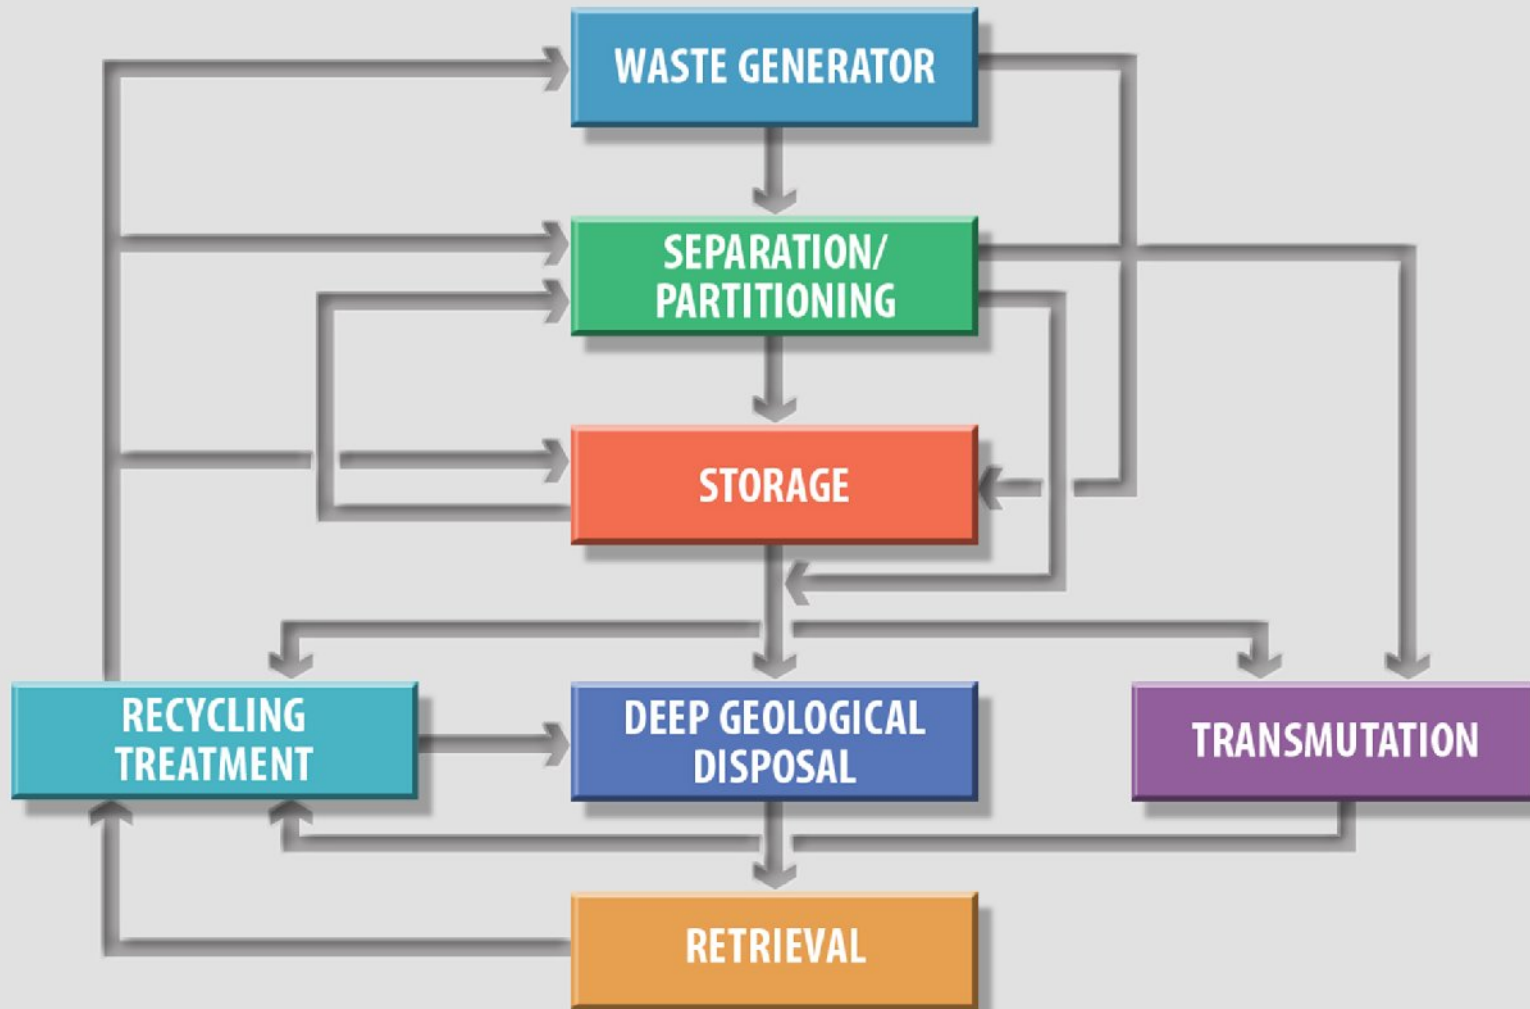 WASTE GENERATOR
SEPARATION/
PARTITIONING
STORAGE
RECYCLING
TREATMENT
DEEP GEOLOGICAL
DISPOSAL
TRANSMUTATION
RETRIEVAL